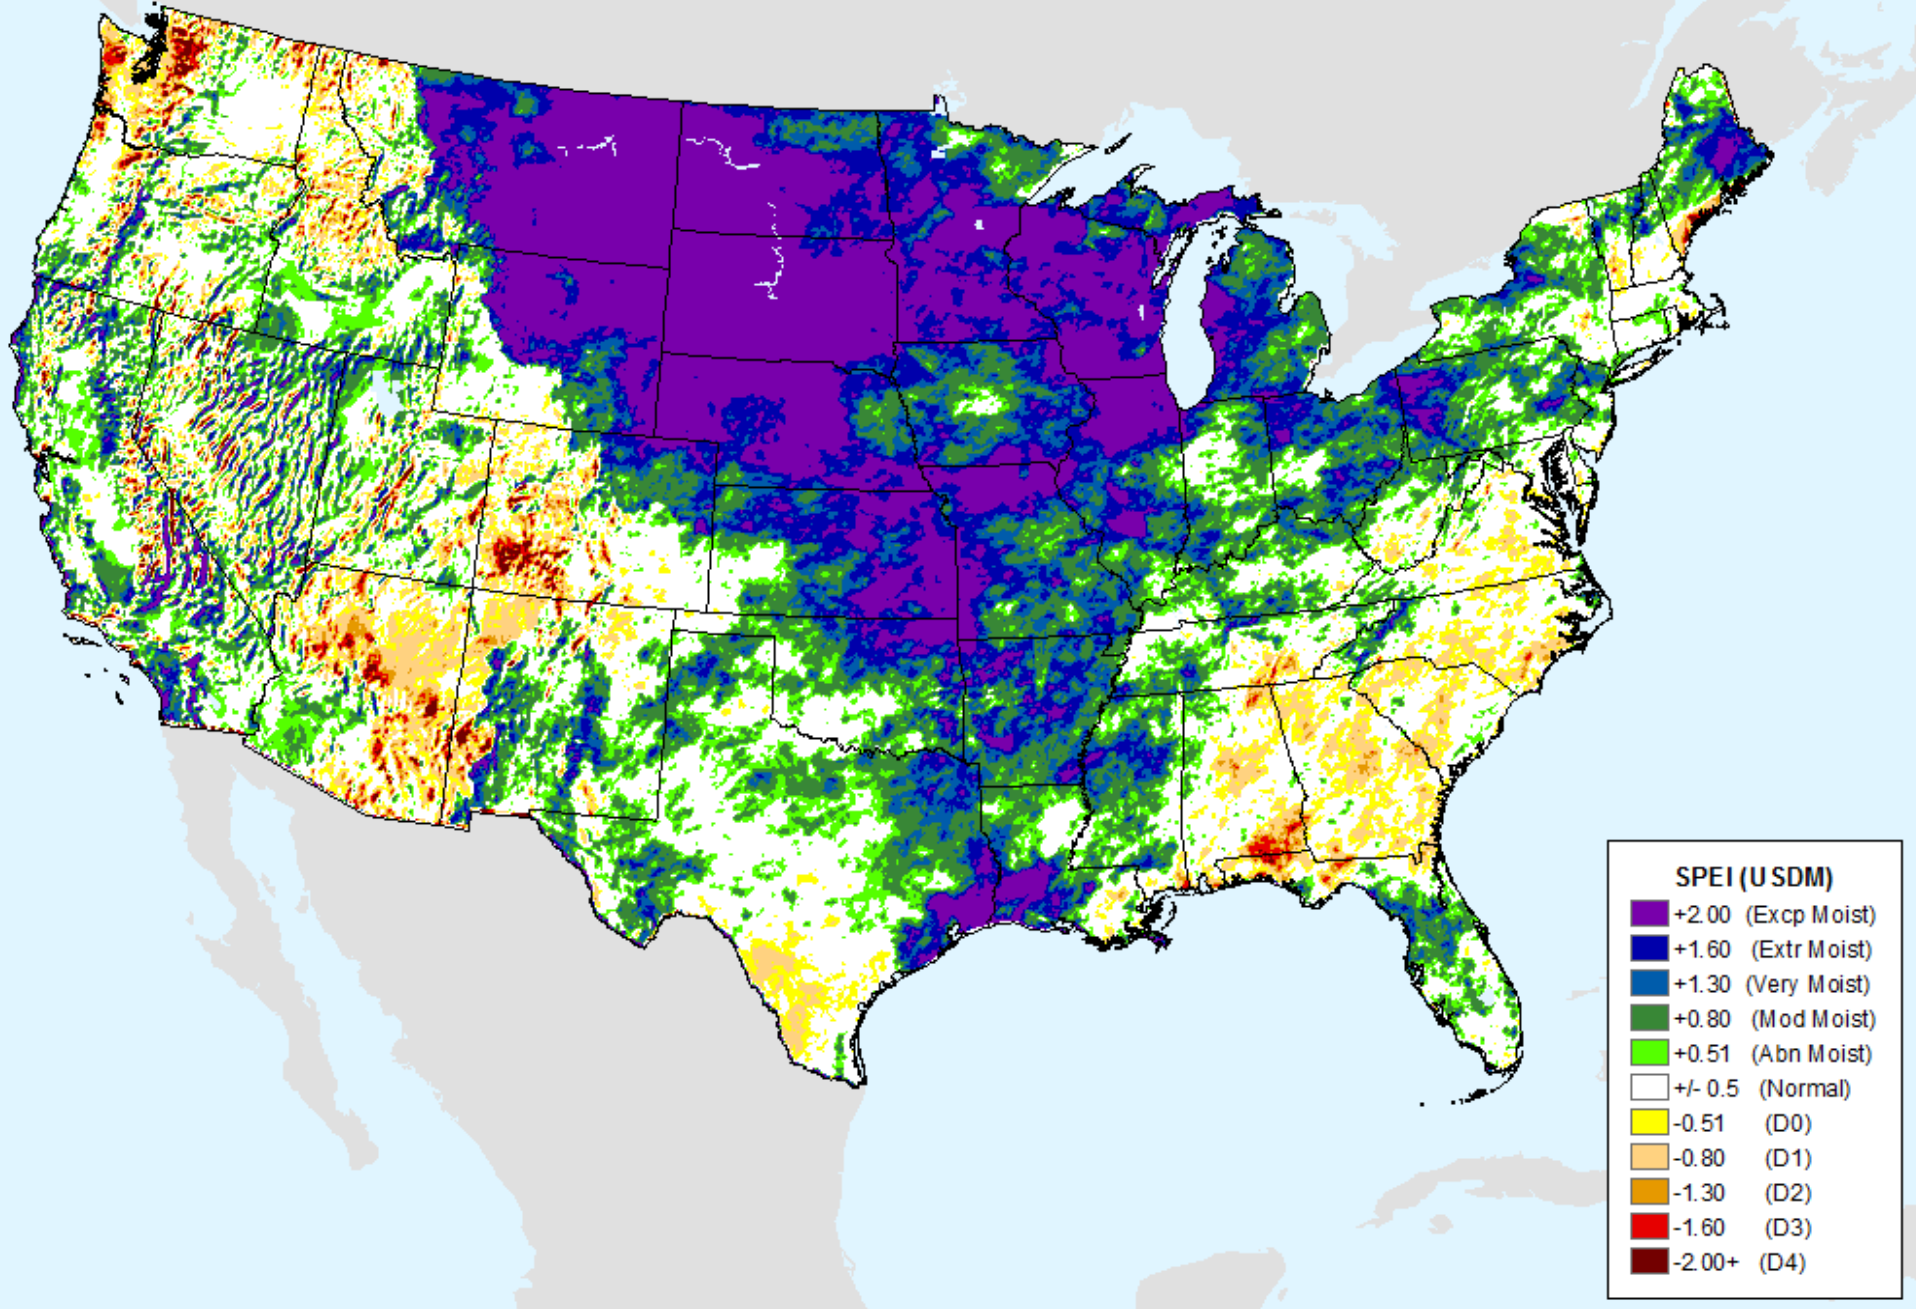 SPEI (USDM)
+2.00 (Excp Moist)
+1.60 (Extr Moist)
+1.30 (Very Moist)
+0.80 (Mod Moist)
+0.51 (Abn Moist)
+/- 0.5 (Normal)
-0.51 (D0)
-0.80 (D1)
-1.30 (D2)
-1.60 (D3)
-2.00+ (D4)